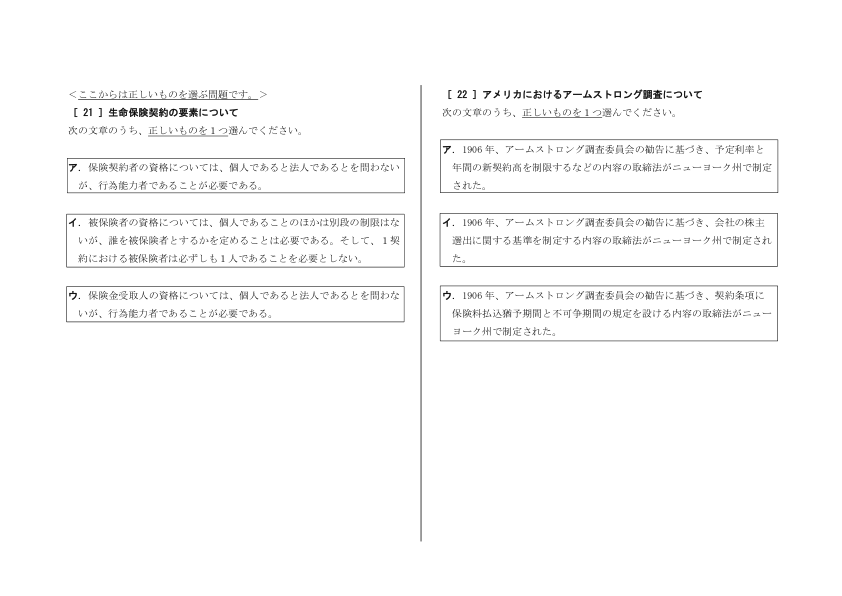 ＜ここからは正しいものを選ぶ問題です。＞
［ 21 ］生命保険契約の要素について
次の文章のうち、正しいものを１つ選んでください。
ア．保険契約者の資格については、個人であると法人であるとを問わない
が、行為能力者であることが必要である。
イ．被保険者の資格については、個人であることのほかは別段の制限はな
いが、誰を被保険者とするかを定めることは必要である。そして、１契
約における被保険者は必ずしも１人であることを必要としない。
ウ．保険金受取人の資格については、個人であると法人であるとを問わな
いが、行為能力者であることが必要である。
［ 22 ］アメリカにおけるアームストロング調査について
次の文章のうち、正しいものを１つ選んでください。
ア．1906 年、アームストロング調査委員会の勧告に基づき、予定利率と
年間の新契約高を制限するなどの内容の取締法がニューヨーク州で制定
された。
イ．1906 年、アームストロング調査委員会の勧告に基づき、会社の株主
選出に関する基準を制定する内容の取締法がニューヨーク州で制定され
た。
ウ．1906 年、アームストロング調査委員会の勧告に基づき、契約条項に
保険料払込猶予期間と不可争期間の規定を設ける内容の取締法がニュー
ヨーク州で制定された。